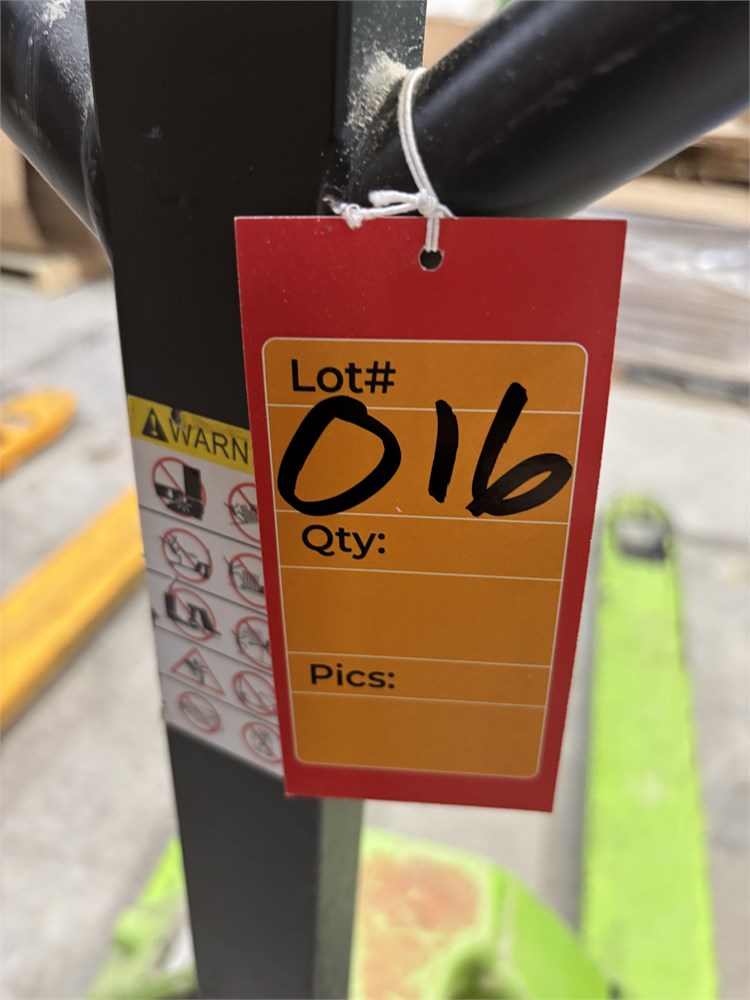 Lot#
016
Qty:
Pics:
WARN